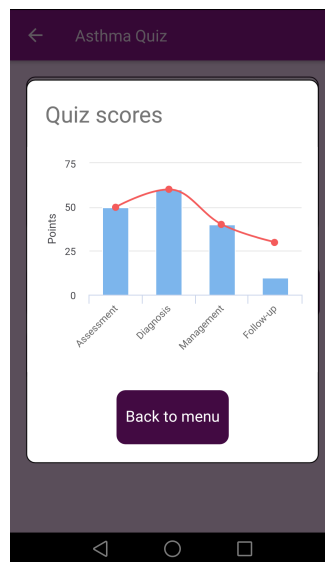 Asthma Quiz
Quiz scores
75
50
25
0
Points
Assessment
Diagnosis
Management
Follow-up
Back to menu